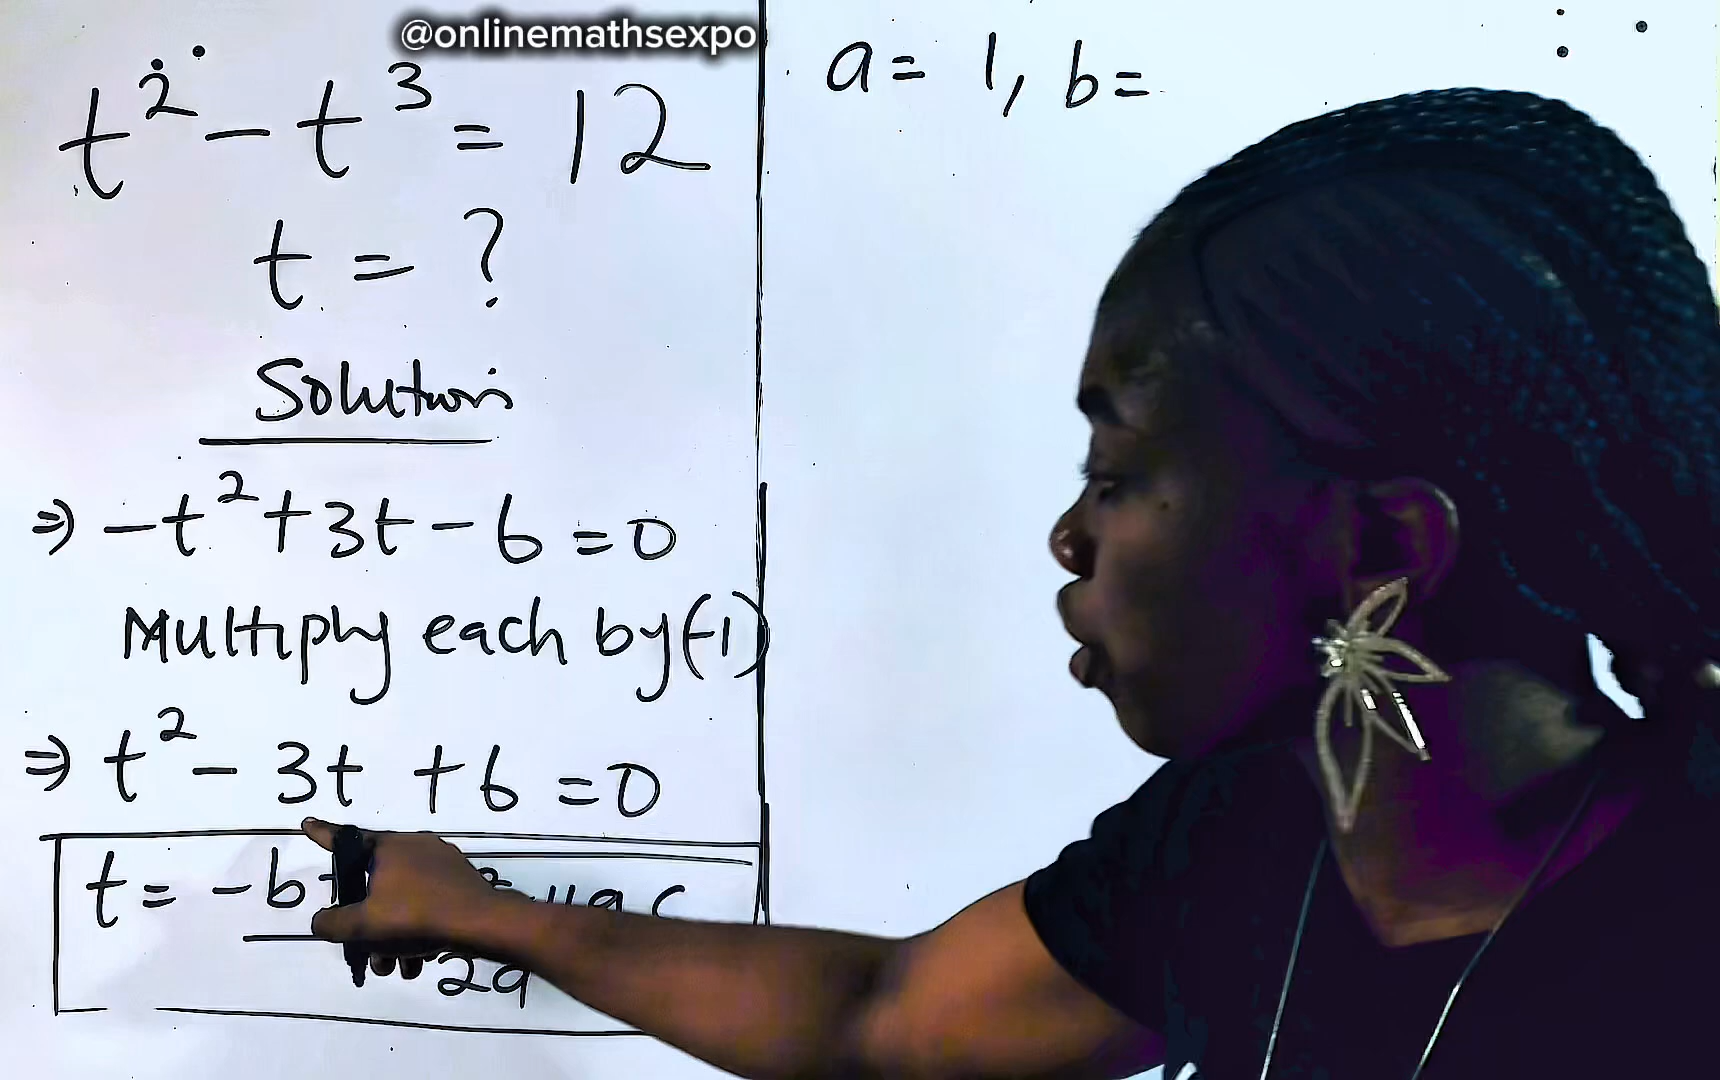 @onlinemathsexpo
t² - t³ = 12
t = ?
Solution
⇒ -t² + 3t - 6 = 0
Multiply each by (-1)
⇒ t² - 3t + 6 = 0
t = -b
4ac
2a
a = 1, b =